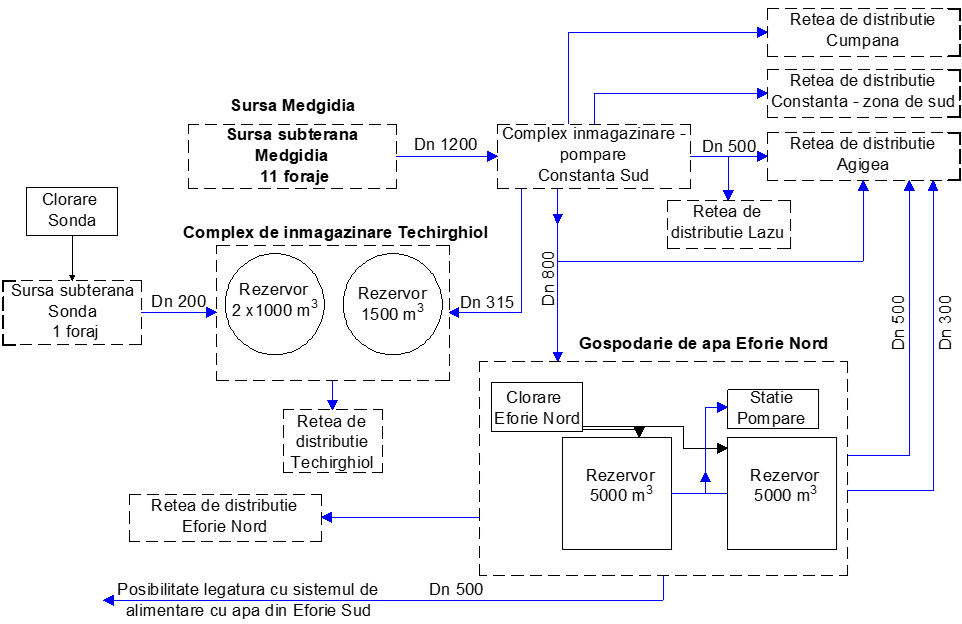 Retea de distributie
Cumpana
Retea de distributie
Constanta - zona de sud
Sursa Medgidia
Sursa subterana
Medgidia
11 foraje
Dn 1200
Complex inmagazinare -
pompare
Constanta Sud
Dn 500
Retea de distributie
Agigea
Clorare
Sonda
Retea de
distributie Lazu
Complex de inmagazinare Techirghiol
Sursa subterana
Sonda
1 foraj
Dn 200
Rezervor
2 x1000 m³
Rezervor
1500 m³
Dn 315
Dn 800
Dn 500
Dn 300
Gospodarie de apa Eforie Nord
Clorare
Eforie Nord
Statie
Pompare
Retea de
distributie
Techirghiol
Rezervor
5000 m³
Rezervor
5000 m³
Retea de distributie
Eforie Nord
Posibilitate legatura cu sistemul de
alimentare cu apa din Eforie Sud
Dn 500